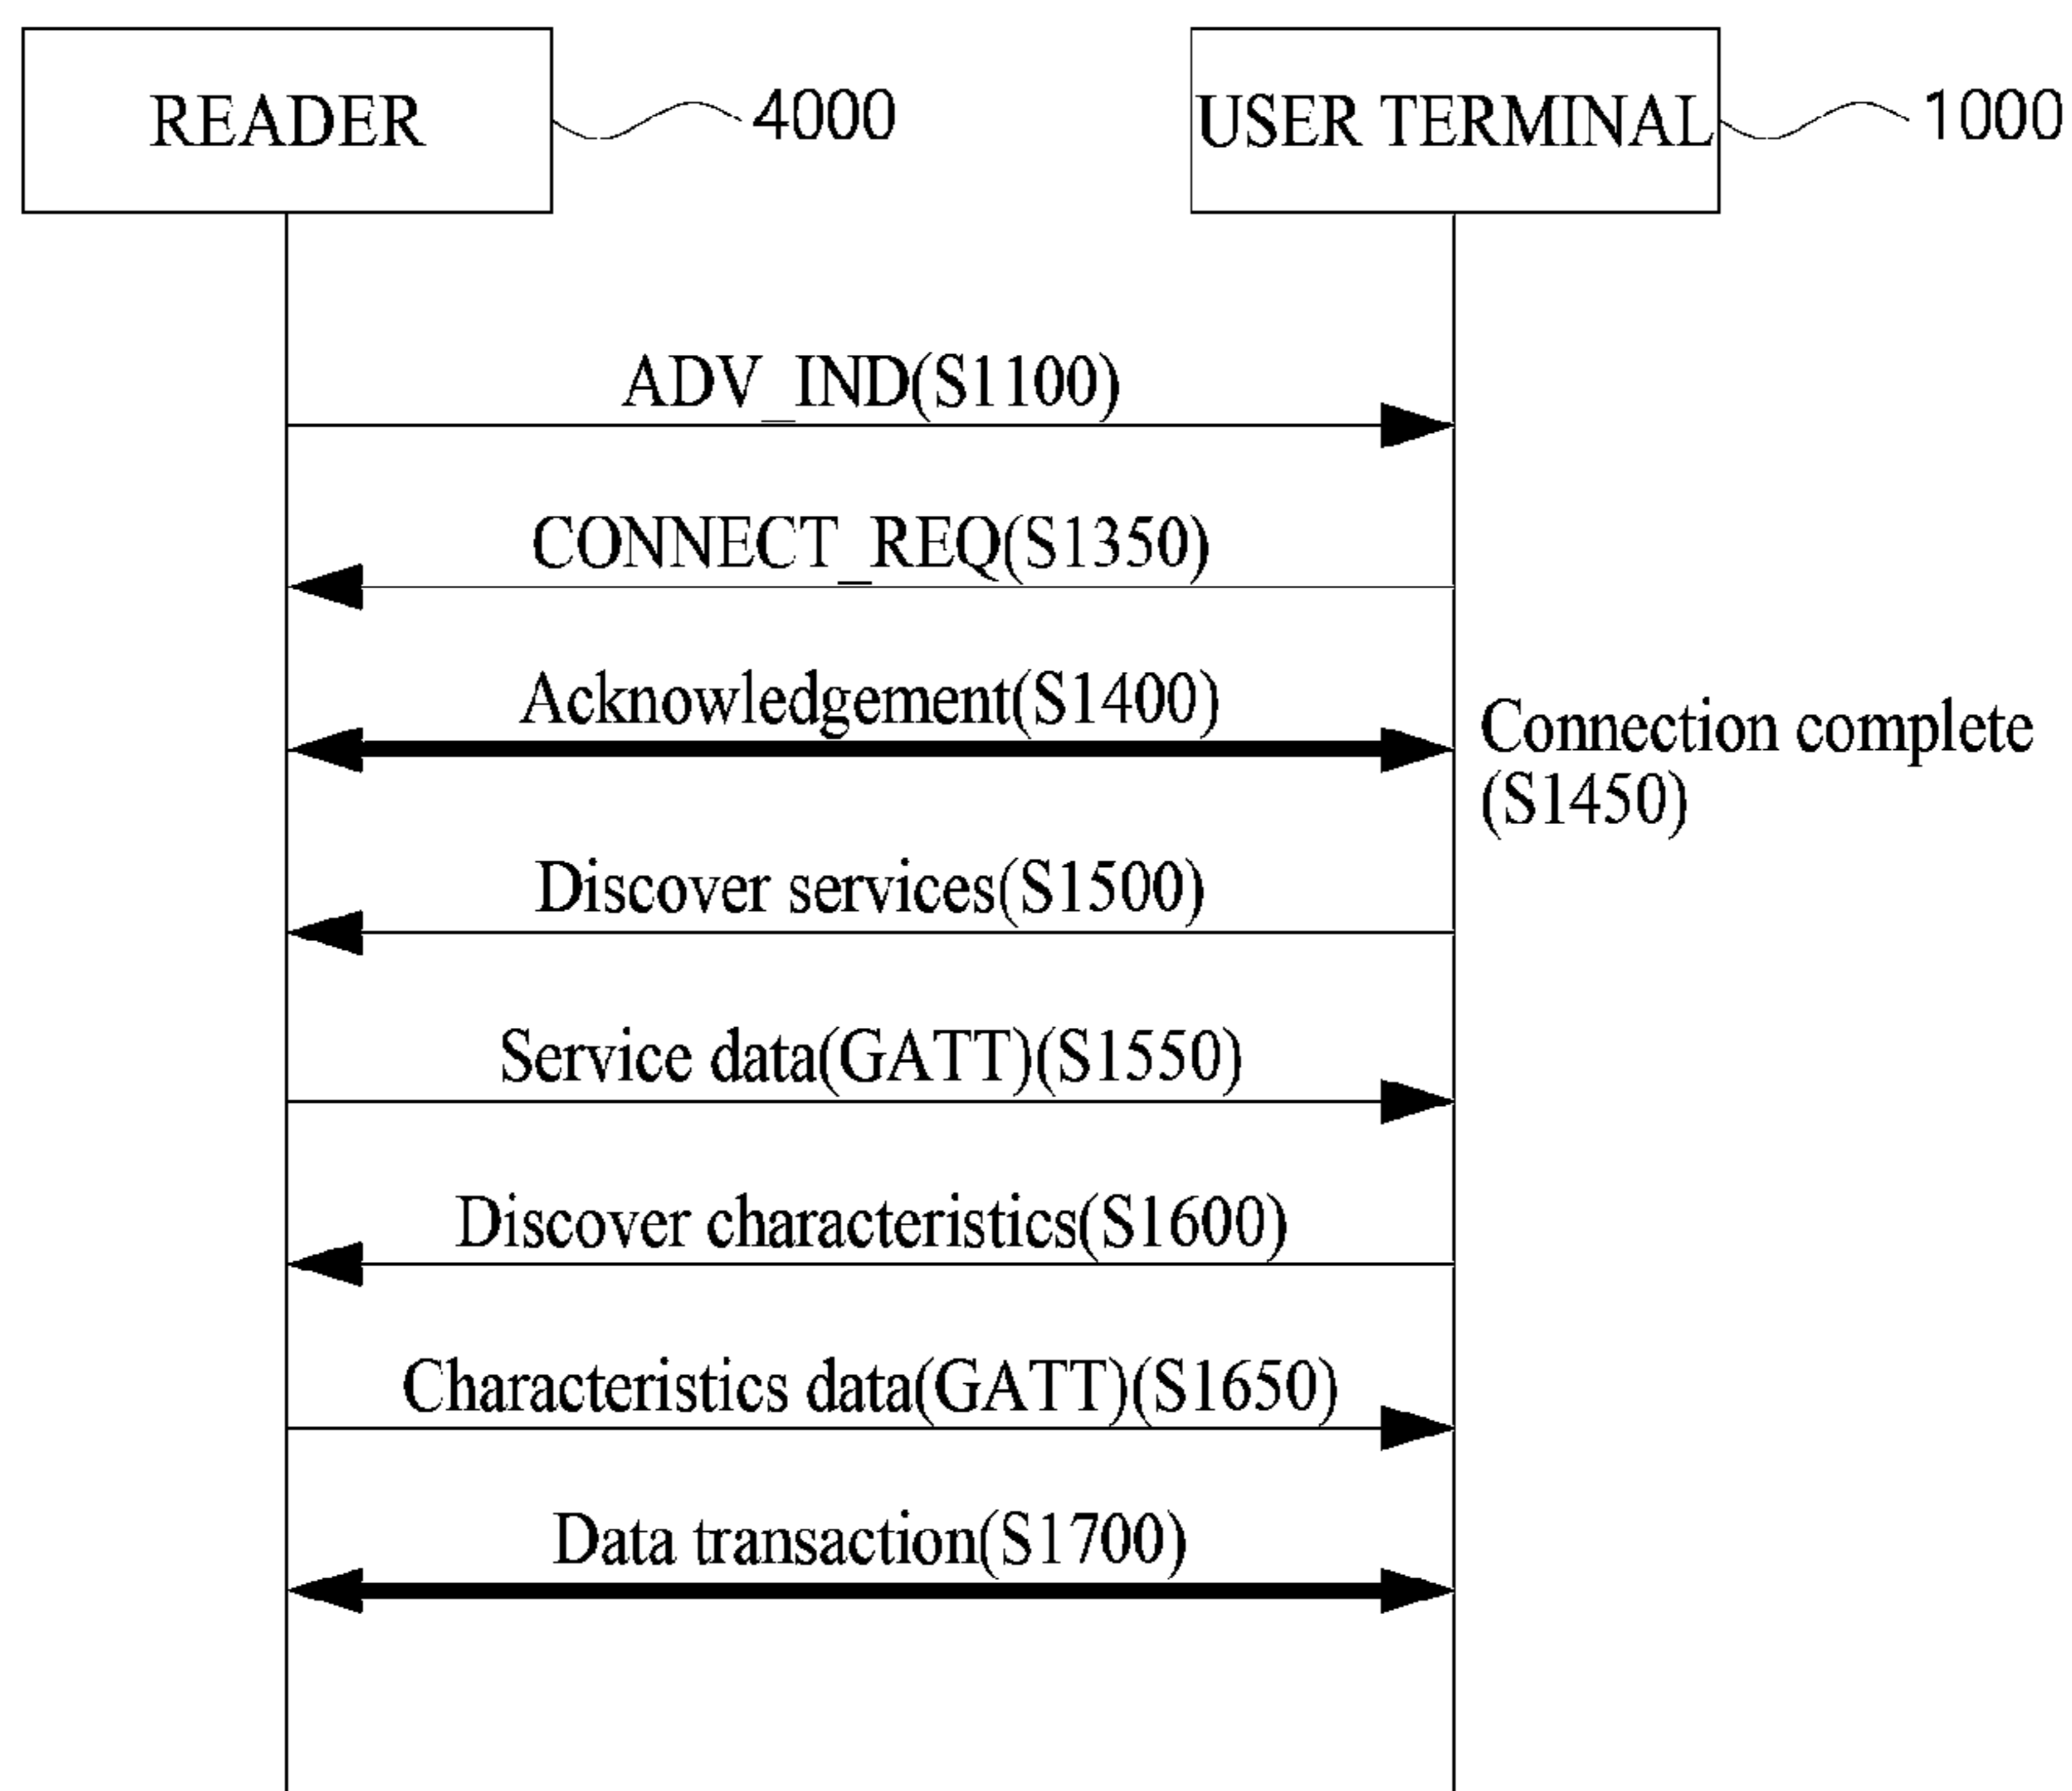 READER
4000
USER TERMINAL
1000
ADV_IND(S1100)
CONNECT_REQ(S1350)
Acknowledgement(S1400)
Connection complete
(S1450)
Discover services(S1500)
Service data(GATT)(S1550)
Discover characteristics(S1600)
Characteristics data(GATT)(S1650)
Data transaction(S1700)